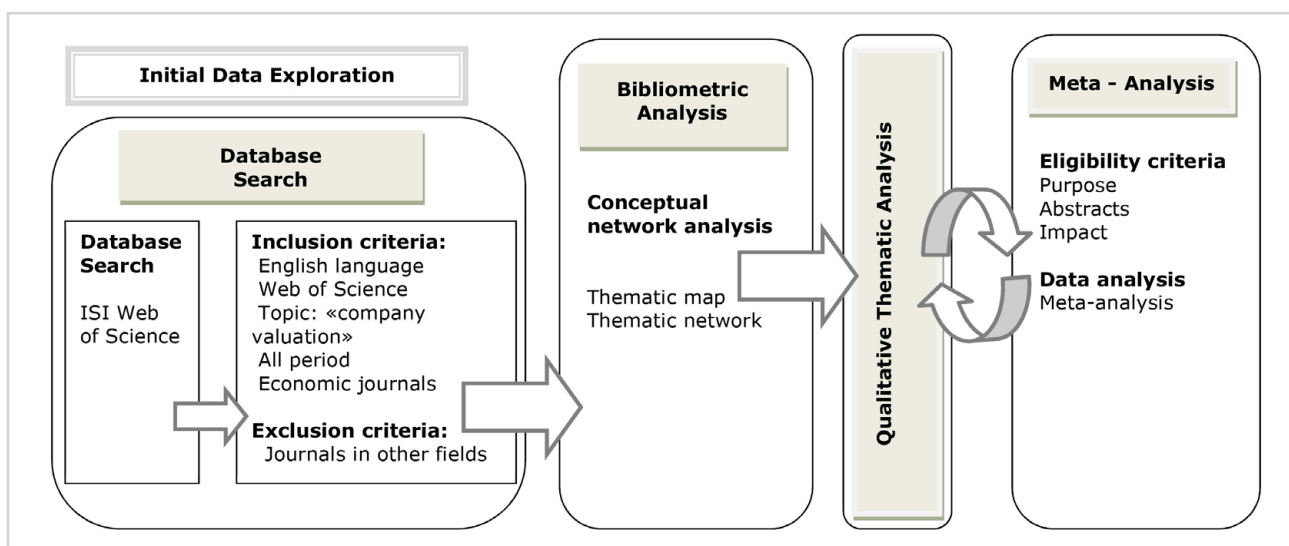 Initial Data Exploration
Database
Search
Database
Search
ISI Web
of Science
Inclusion criteria:
English language
Web of Science
Topic: «company
valuation»
All period
Economic journals
Exclusion criteria:
Journals in other fields
Bibliometric
Analysis
Conceptual
network analysis
Thematic map
Thematic network
Qualitative Thematic Analysis
Meta - Analysis
Eligibility criteria
Purpose
Abstracts
Impact
Data analysis
Meta-analysis